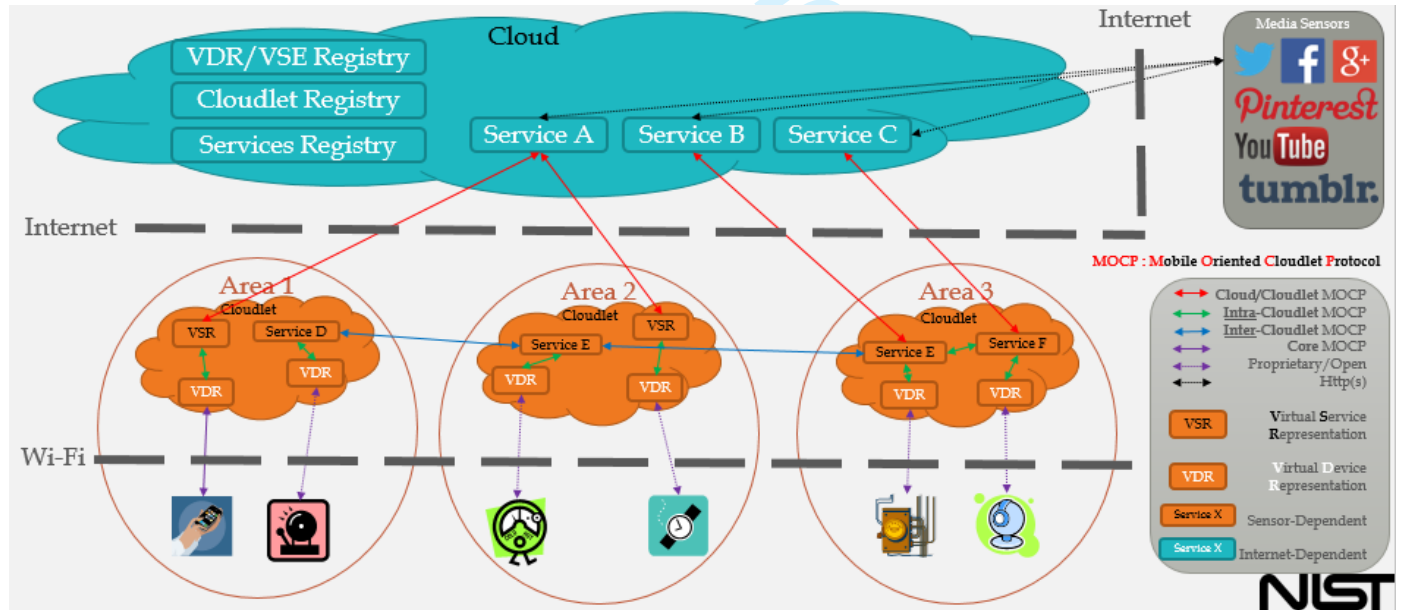 Cloud
Internet
Media Sensors
VDR/VSE Registry
Cloudlet Registry
Services Registry
Service A
Service B
Service C
g+
Pinterest
YouTube
tumblr.
Internet
MOCP : Mobile Oriented Cloudlet Protocol
Area 1
Cloudlet
VSR
Service D
VDR
VDR
Area 2
Cloudlet
VSR
Service E
VDR
VDR
Area 3
Cloudlet
Service E
Service F
VDR
VDR
Cloud/Cloudlet MOCP
Intra-Cloudlet MOCP
Inter-Cloudlet MOCP
Core MOCP
Proprietary/Open
Http(s)
VSR
Virtual Service
Representation
VDR
Virtual Device
Representation
Service X
Sensor-Dependent
Service X
Internet-Dependent
Wi-Fi
NIST